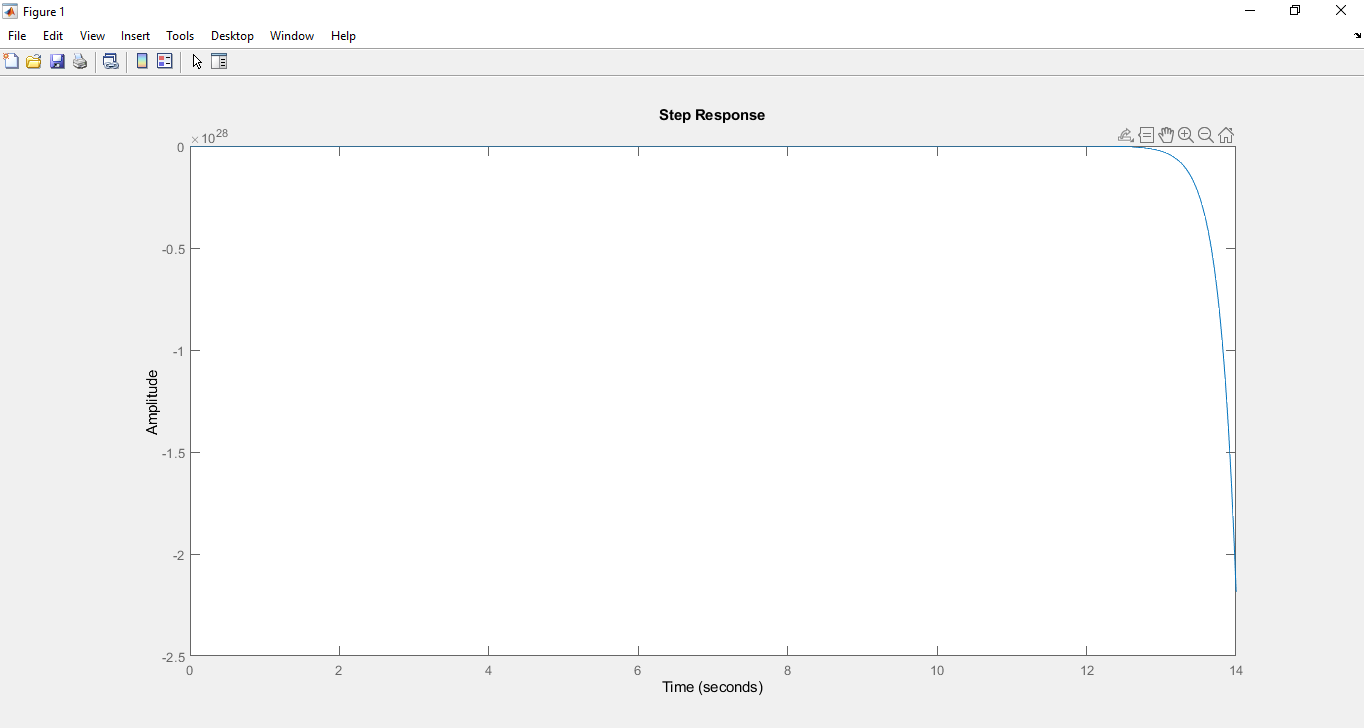 Figure 1
File Edit View Insert Tools Desktop Window Help
Step Response
×10^28
0
-0.5
-1
-1.5
-2
-2.5
Amplitude
0 2 4 6 8 10 12 14
Time (seconds)